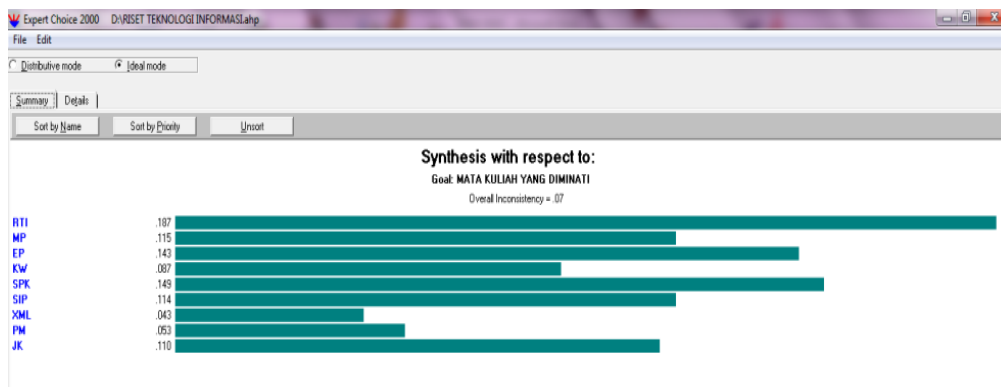 Expert Choice 2000 D:\RISET TEKNOLOGI INFORMASI.ahp
File Edit
Distributive mode Ideal mode
Summary Details
Sort by Name Sort by Priority Unsort
Synthesis with respect to:
Goal: MATA KULIAH YANG DIMINATI
Overall Inconsistency = .07
RTI .187
MP .115
EP .143
KW .087
SPK .149
SIP .114
XML .043
PM .053
JK .110